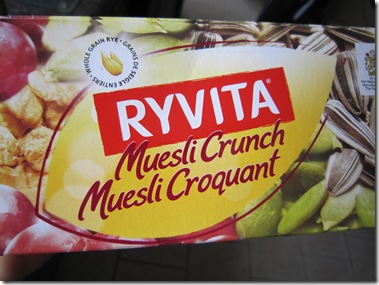 WHOLE GRAIN RYE • GRAINS DE SEIGLE ENTIERS
RYVITA®
Muesli Crunch
Muesli Croquant